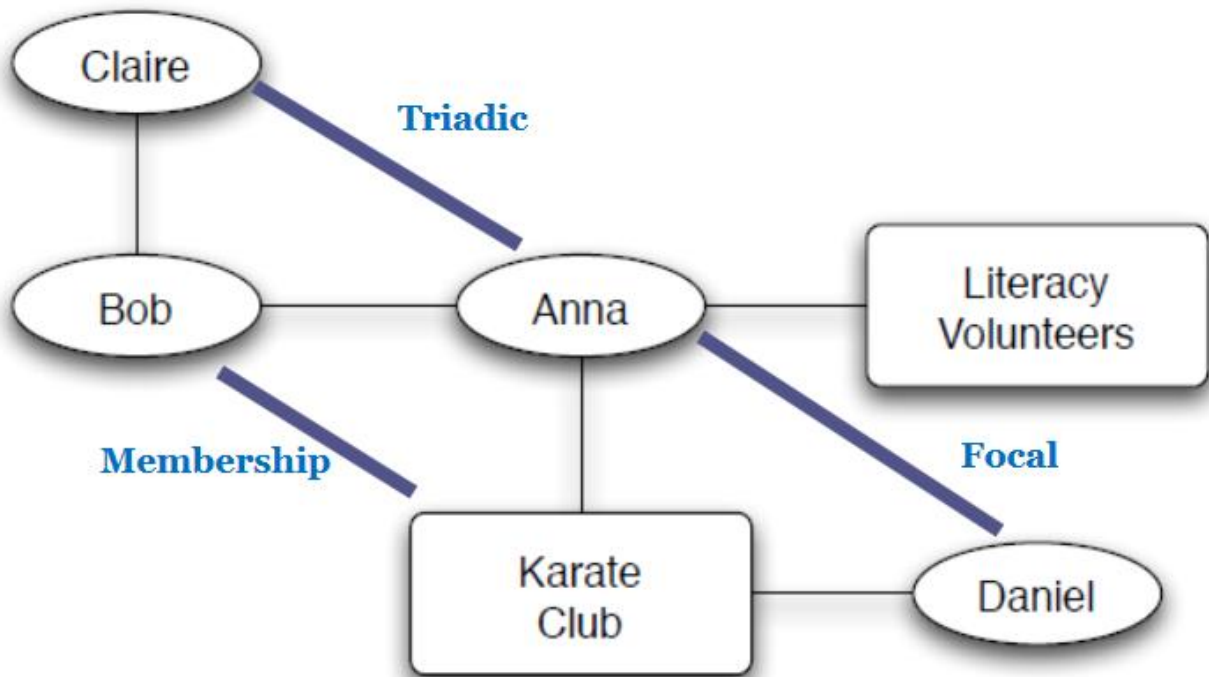 Claire
Triadic
Bob
Anna
Literacy
Volunteers
Membership
Focal
Karate
Club
Daniel